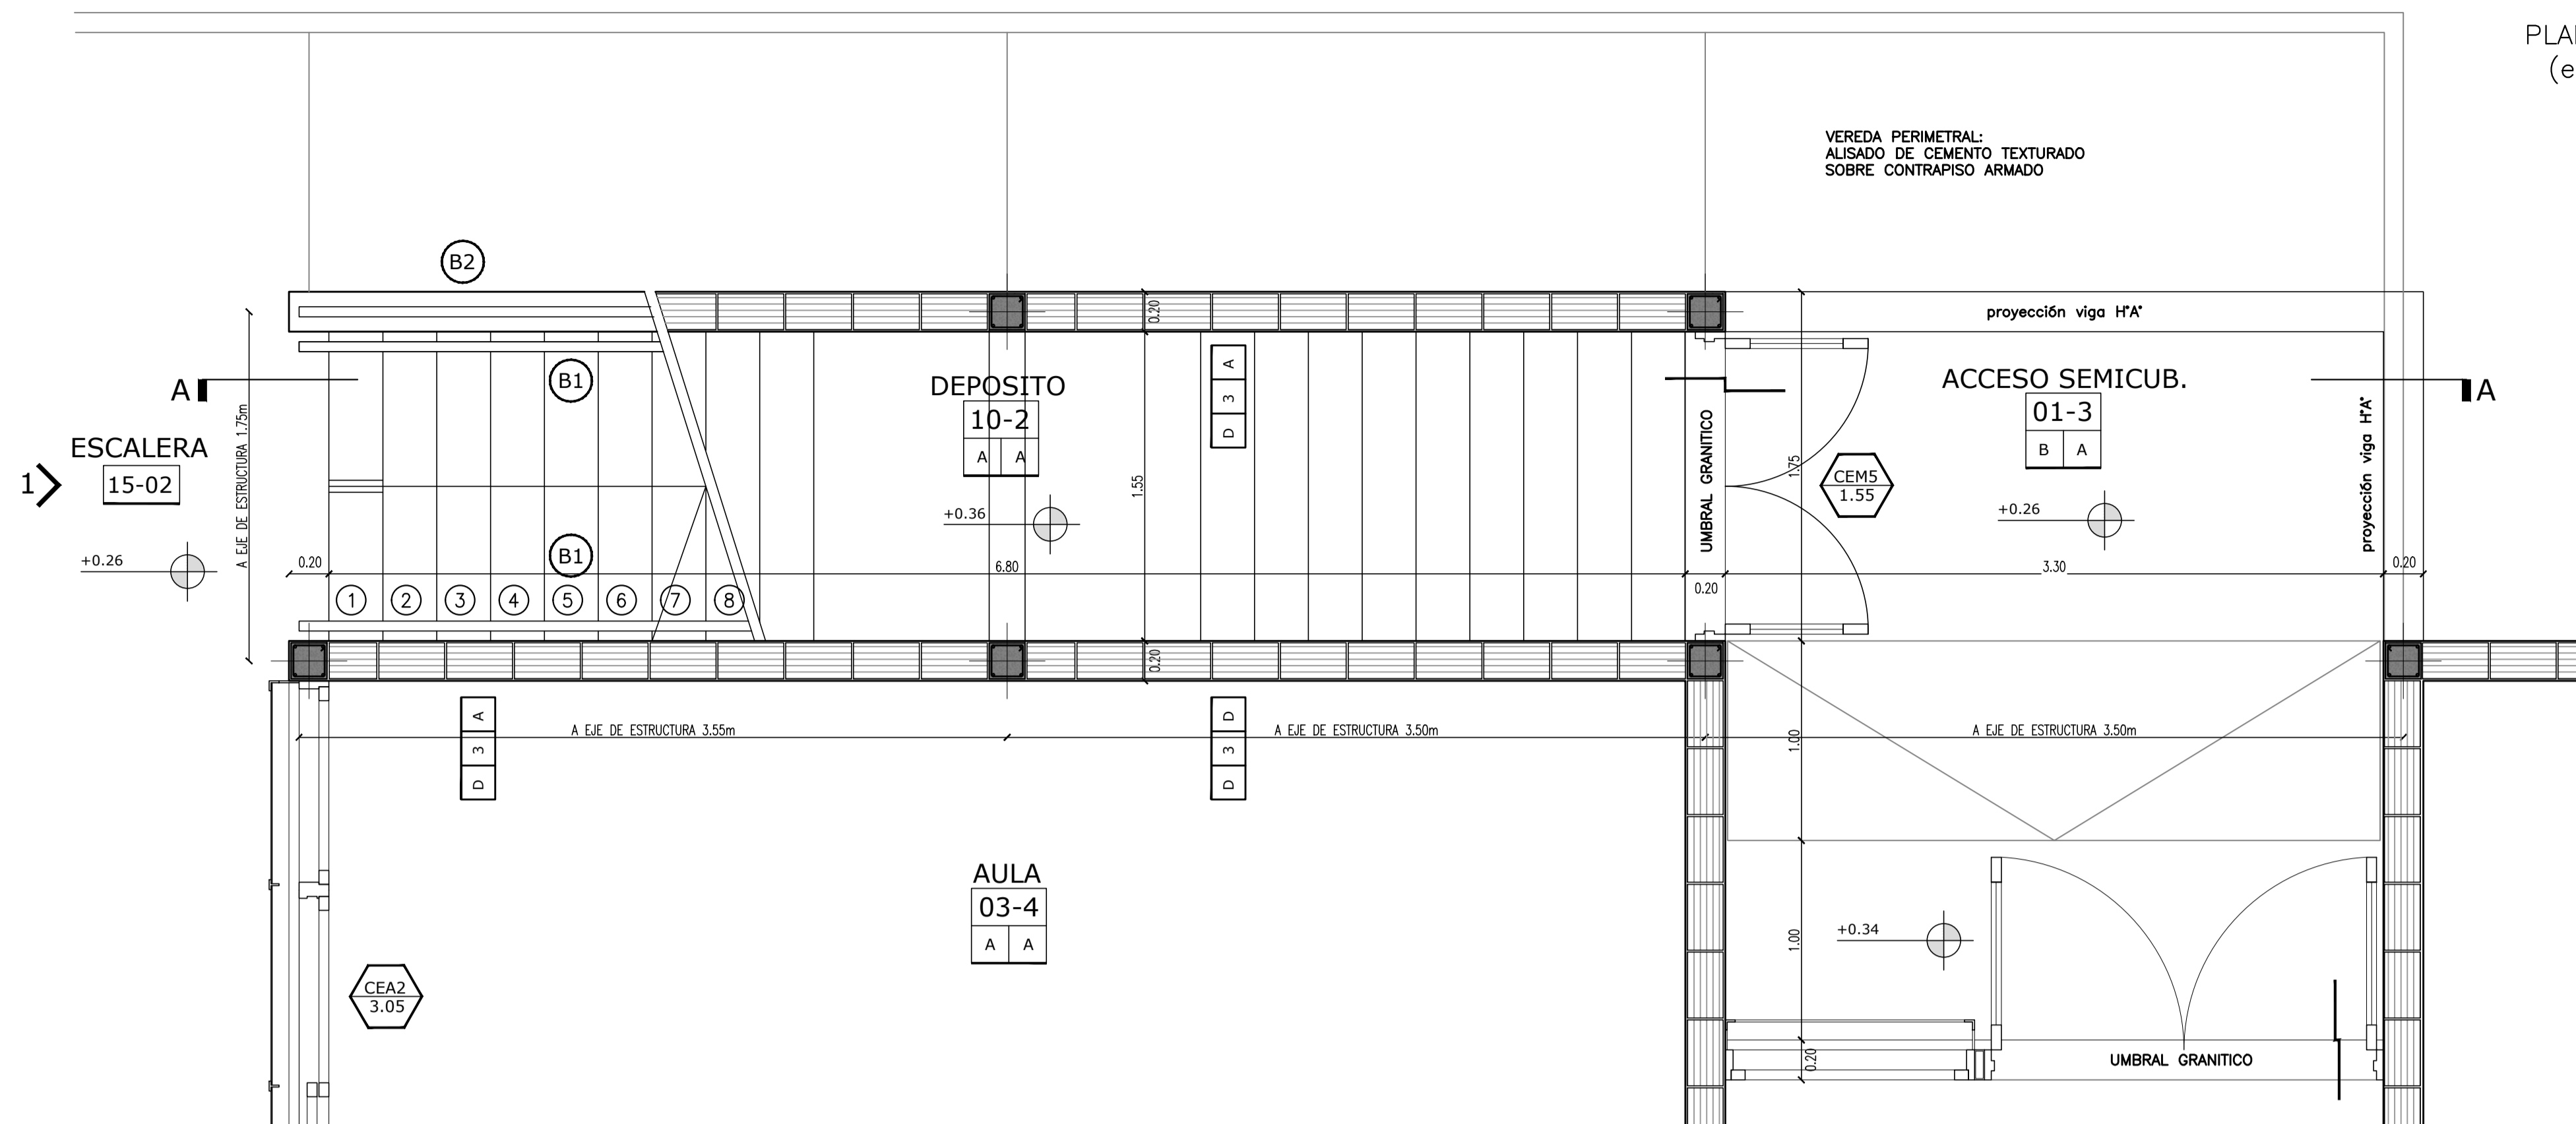 PLA
(e
VEREDA PERIMETRAL:
ALISADO DE CEMENTO TEXTURADO
SOBRE CONTRAPISO ARMADO
B2
0.20
proyección viga H°A°
A
B1
DEPOSITO
10-2
A A
A
3
D
ACCESO SEMICUB.
01-3
B A
A
A EJE DE ESTRUCTURA 1.75m
ESCALERA
15-02
1
+0.26
1.55
+0.36
UMBRAL GRANITICO
1.75
CEM5
1.55
+0.26
proyección viga H°A°
B1
0.20
6.80
0.20
3.30
0.20
1
2
3
4
5
6
7
8
0.20
A
3
D
A EJE DE ESTRUCTURA 3.55m
D
3
D
A EJE DE ESTRUCTURA 3.50m
1.00
A EJE DE ESTRUCTURA 3.50m
AULA
03-4
A A
1.00
+0.34
CEA2
3.05
0.20
UMBRAL GRANITICO